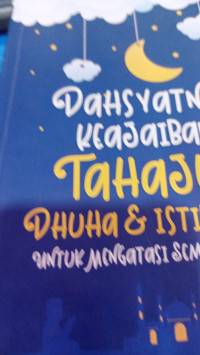 DAHSYATN
KEAJAIBA
TAHAJ
DHUHA & ISTI
UNTUK MENGATASI SEM